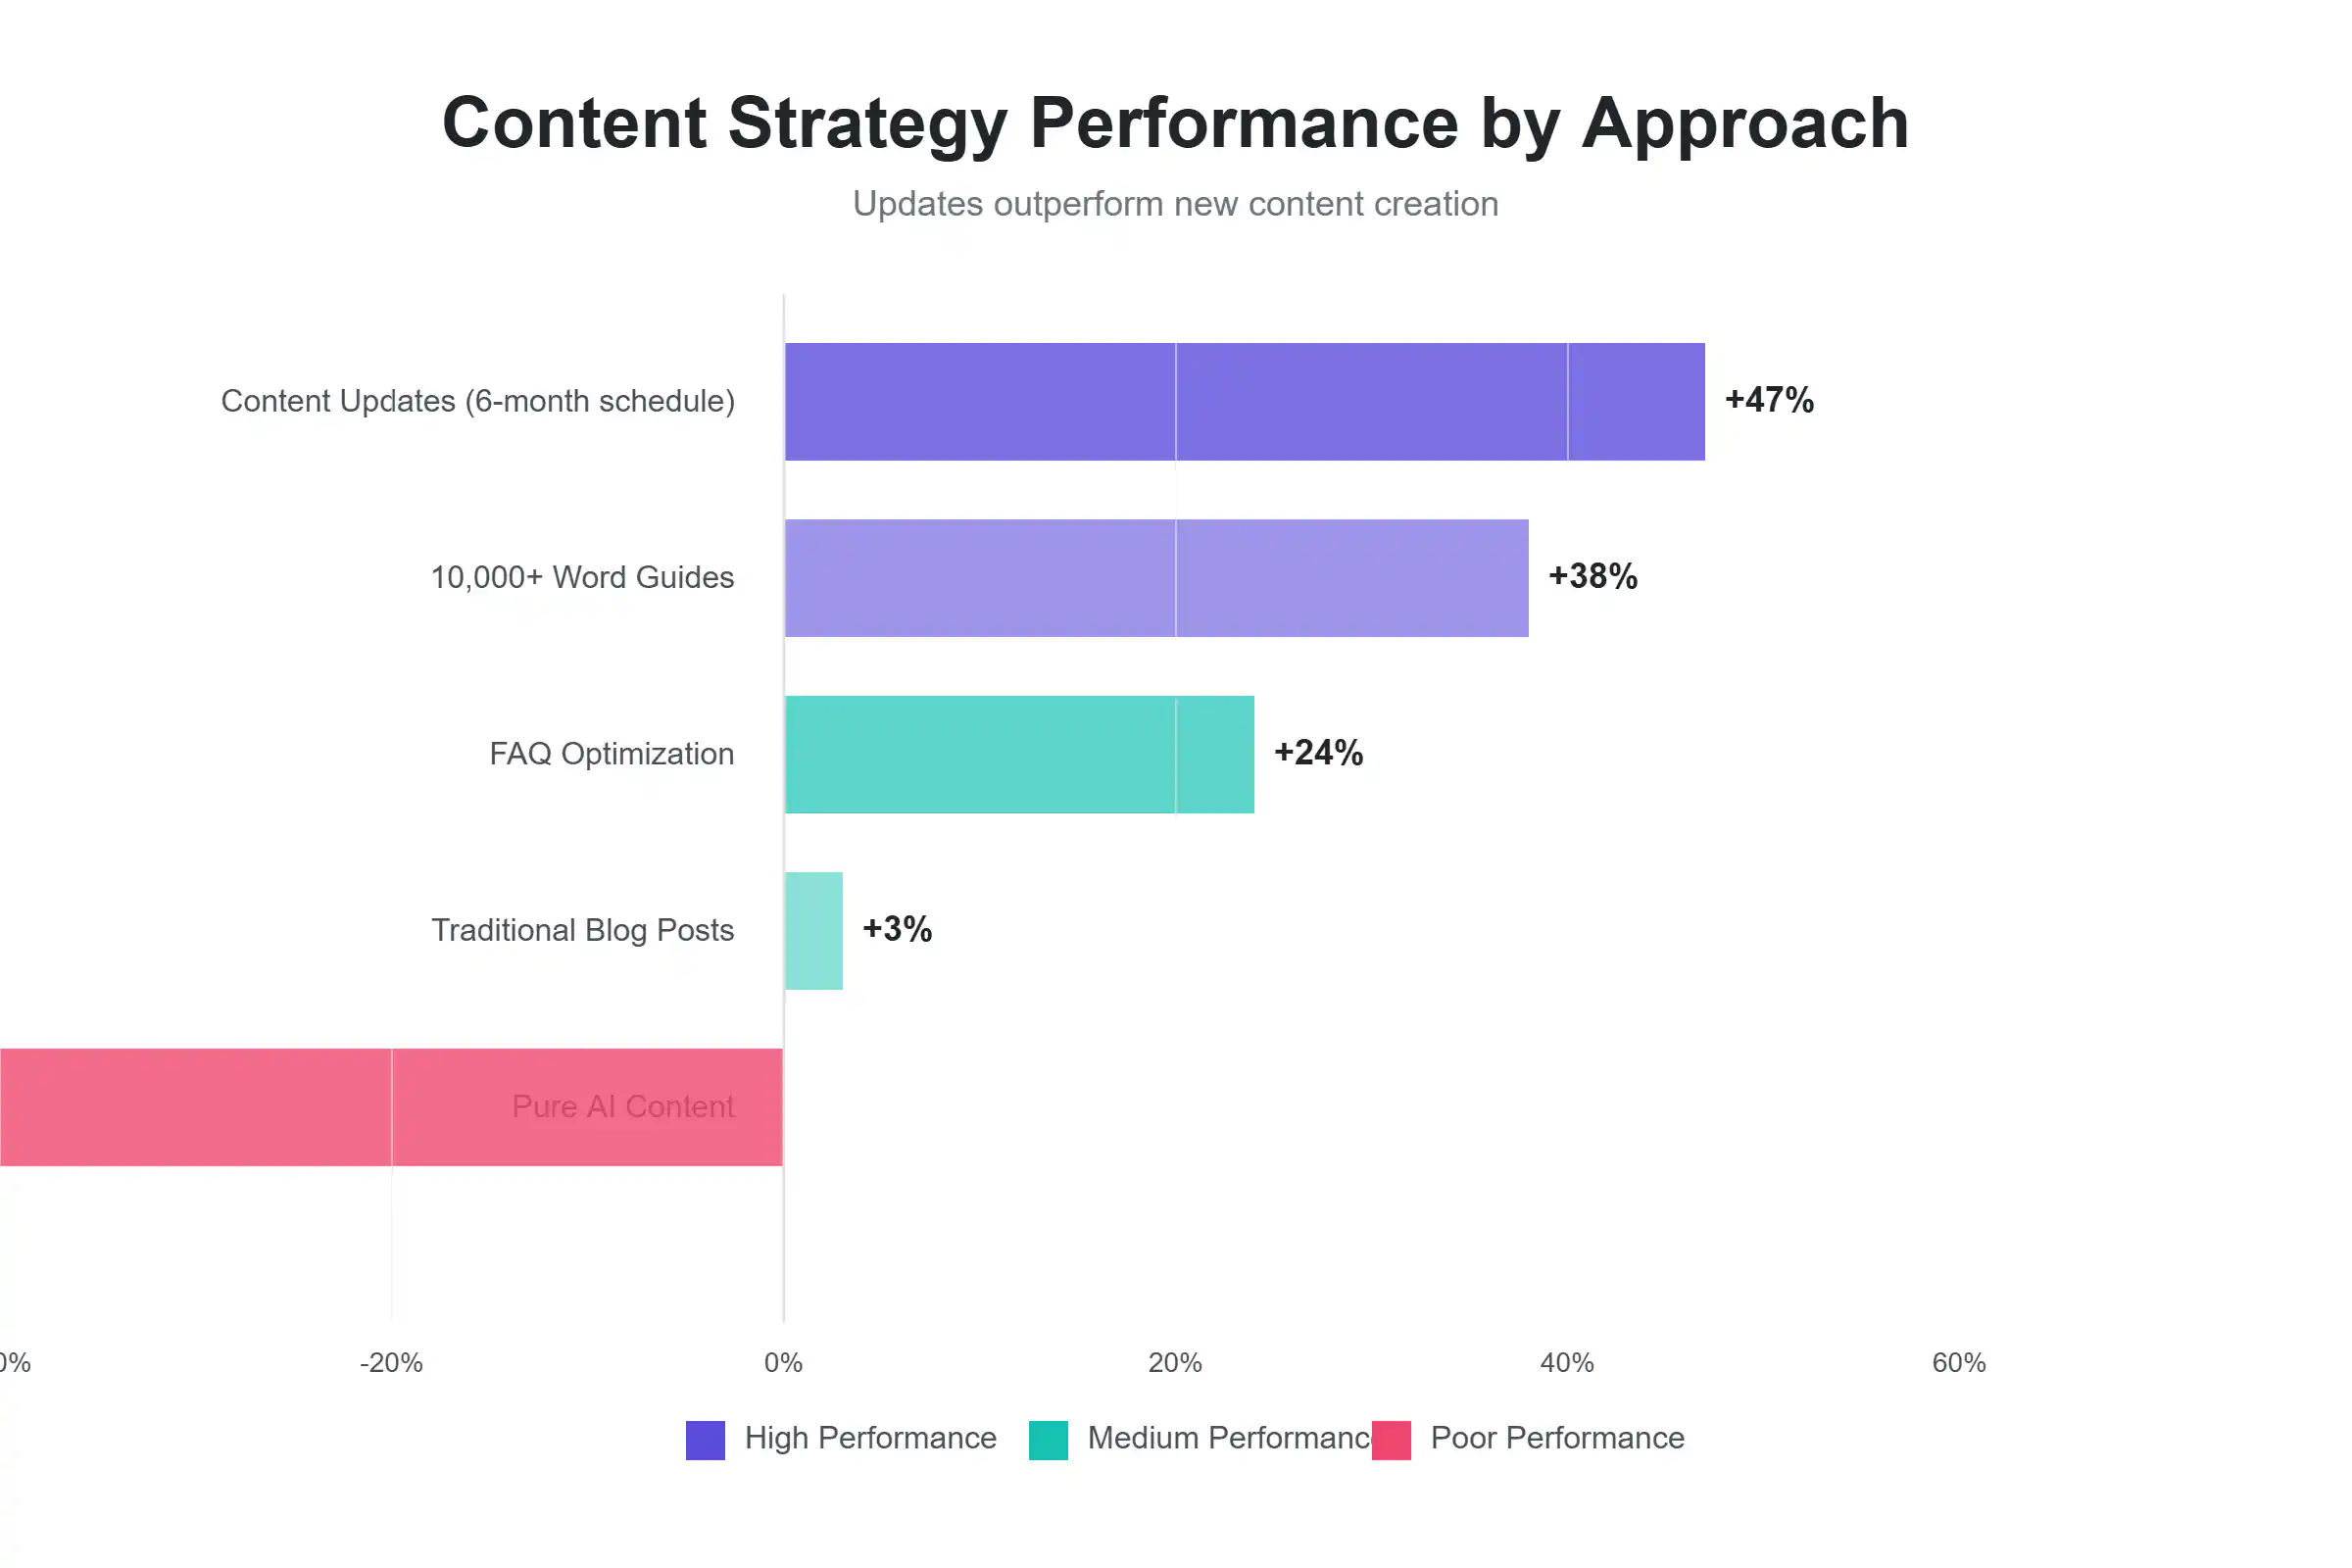 Content Strategy Performance by Approach
Updates outperform new content creation
Content Updates (6-month schedule)
+47%
10,000+ Word Guides
+38%
FAQ Optimization
+24%
Traditional Blog Posts
+3%
Pure AI Content
0% -20% 0% 20% 40% 60%
High Performance Medium Performanc Poor Performance